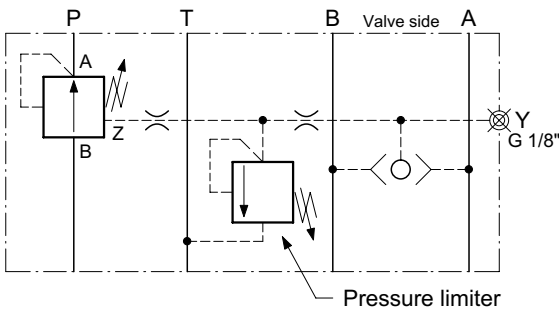 P T B Valve side A
A
Z
B
Y
G 1/8"
Pressure limiter